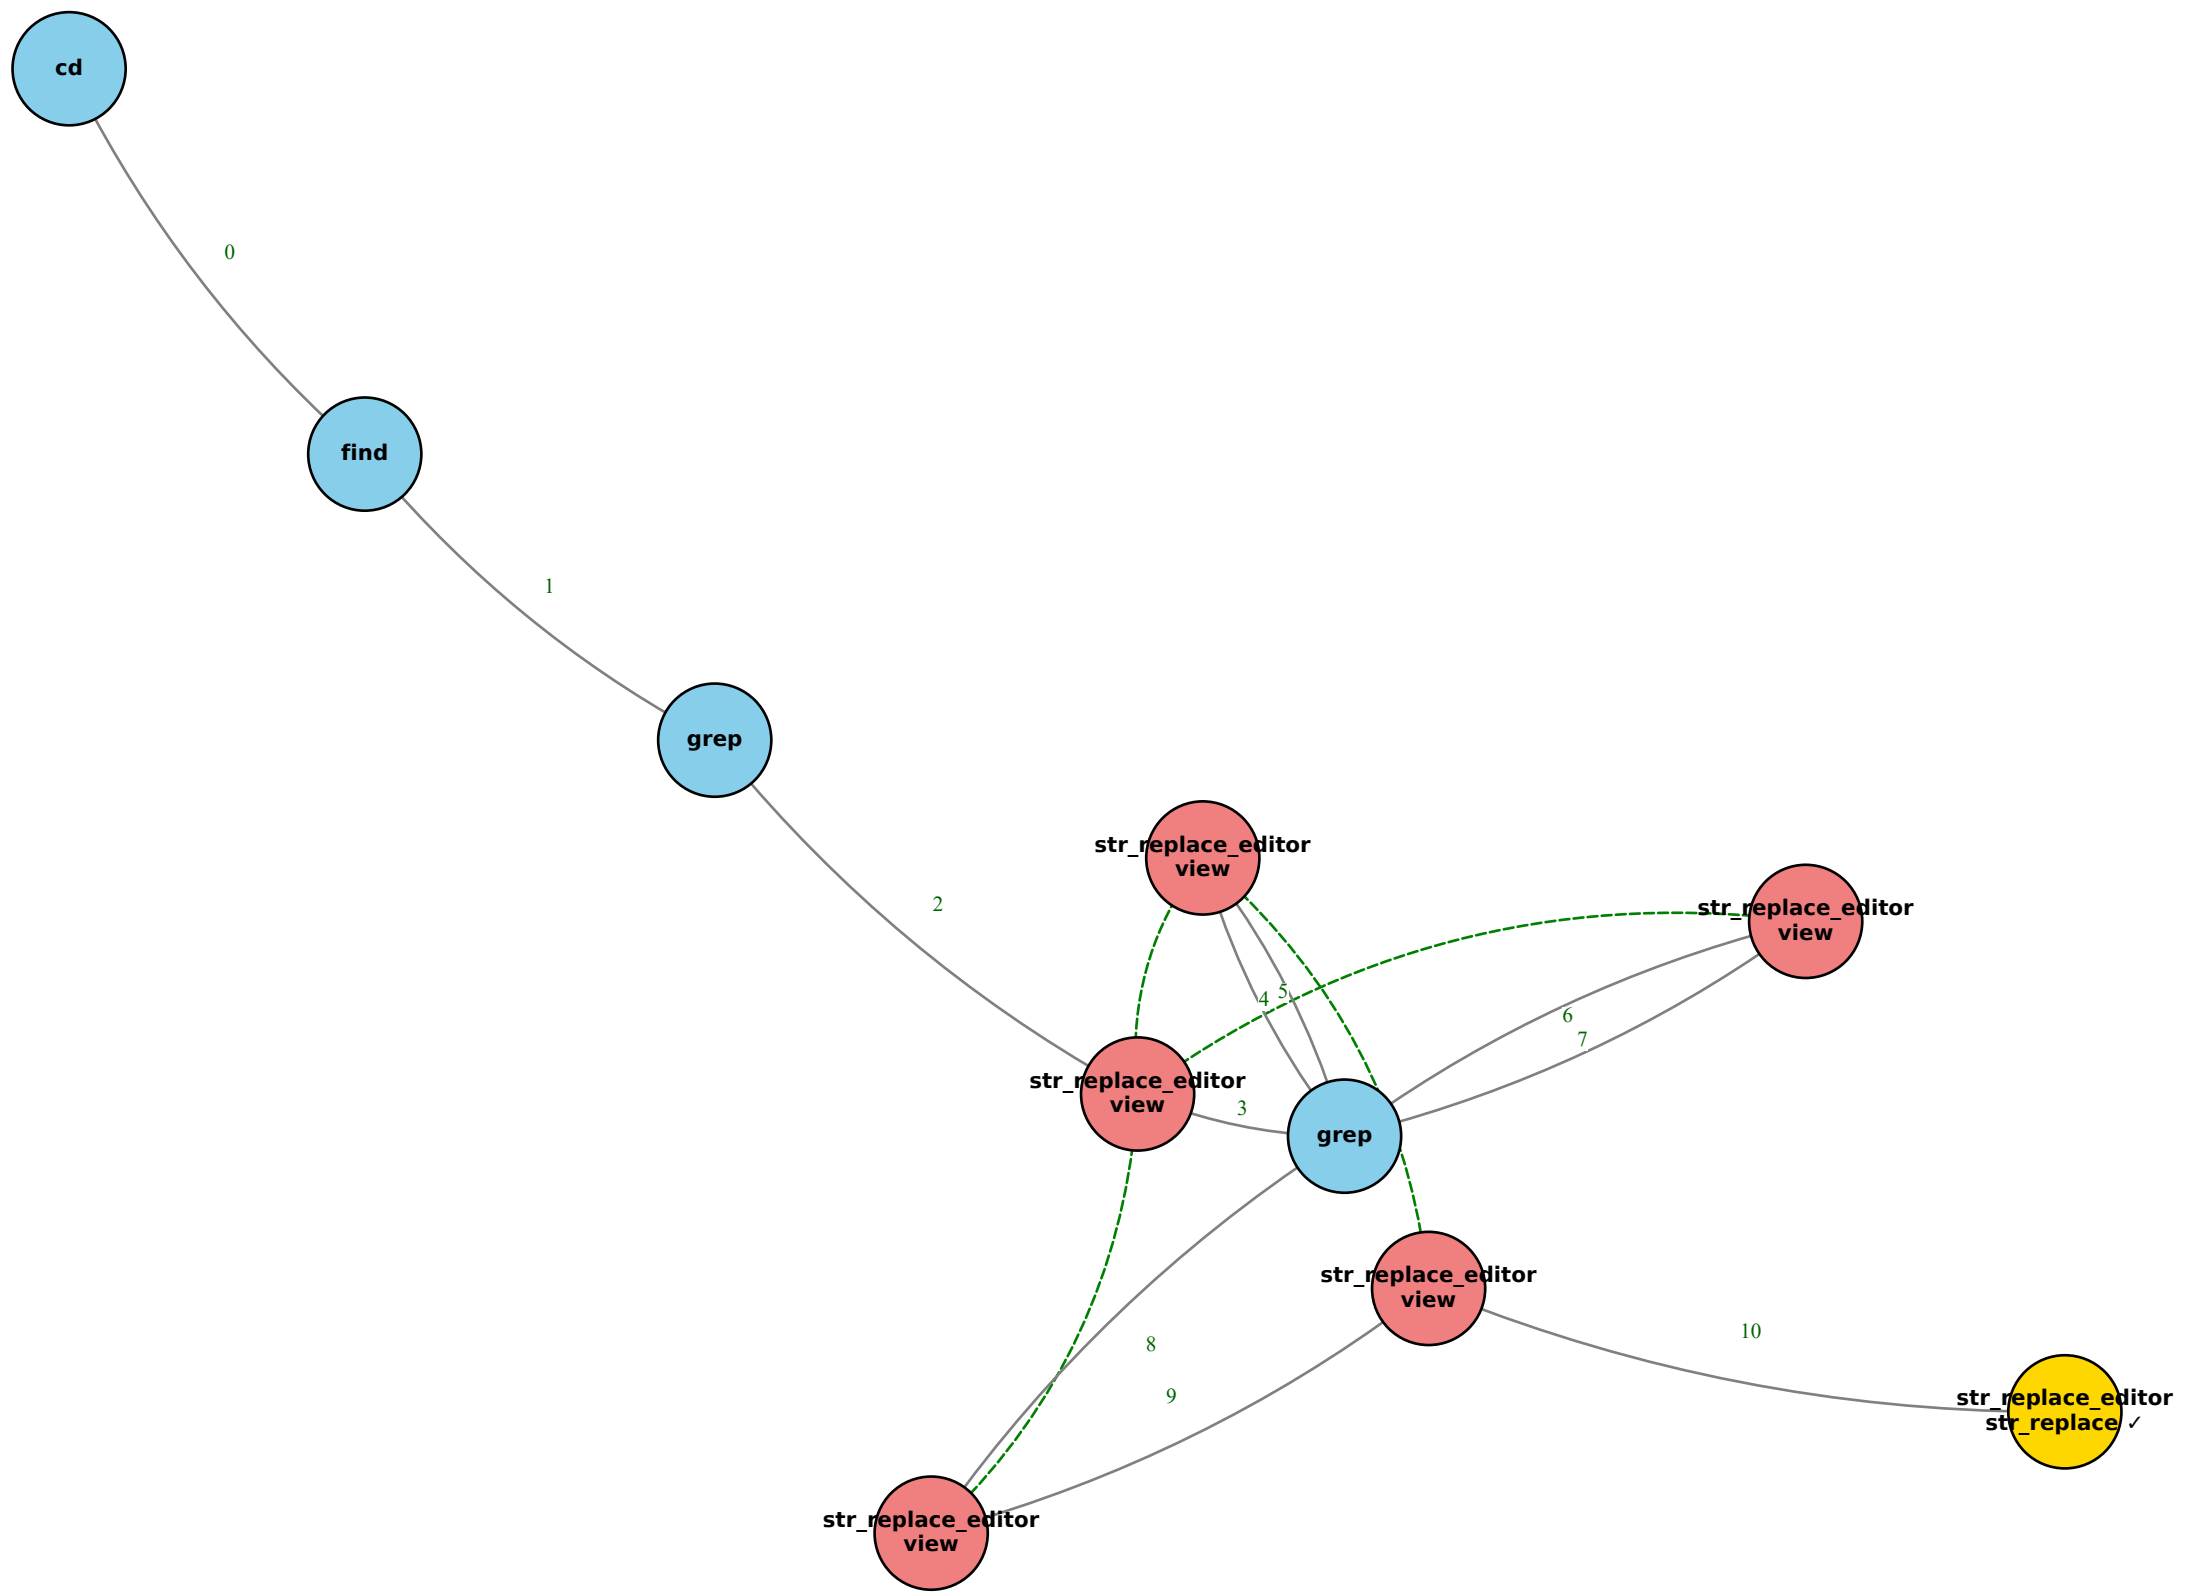 cd
0
find
1
grep
2
str_replace_editor
view
str_replace_editor
view
4
5
6
7
str_replace_editor
view
3
grep
str_replace_editor
view
8
9
10
str_replace_editor
str_replace ✓
str_replace_editor
view